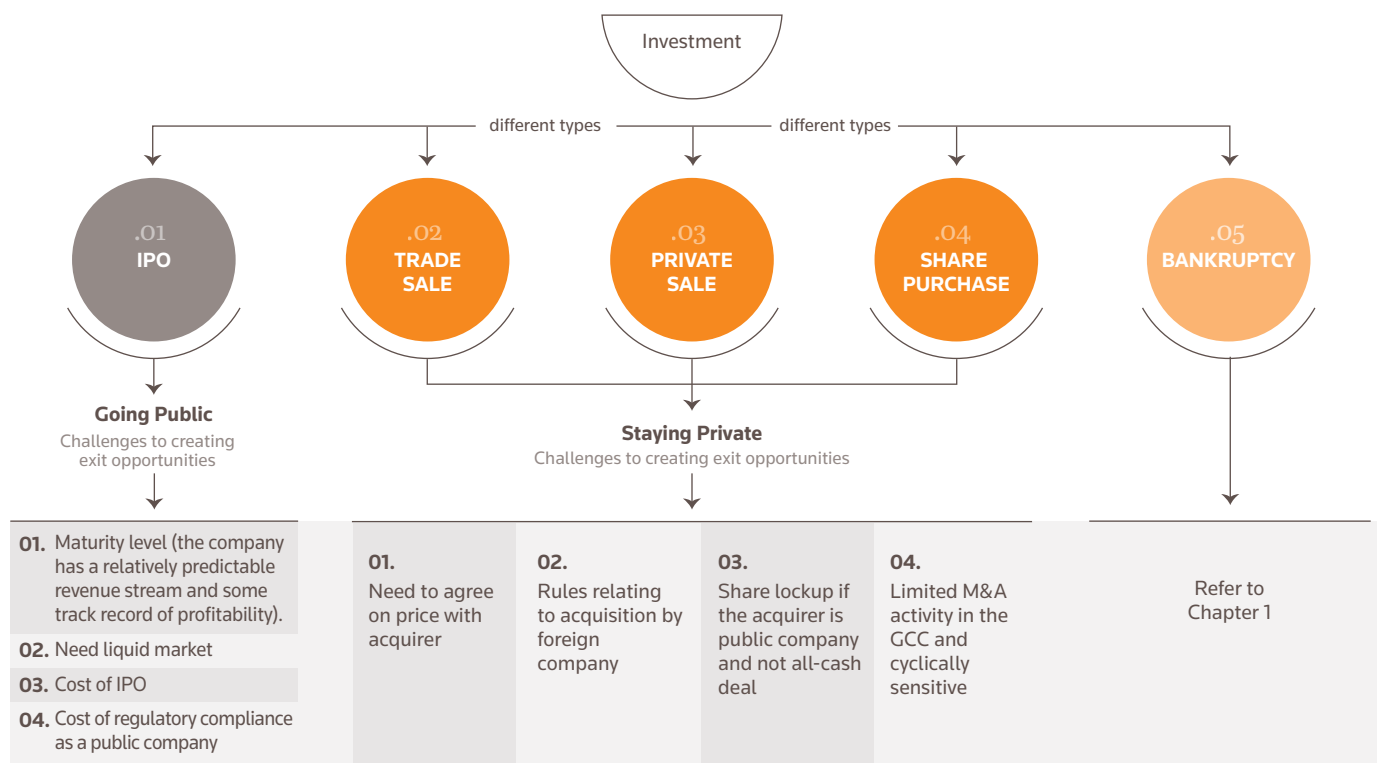 Investment
different types
different types
.01
IPO
.02
TRADE
SALE
.03
PRIVATE
SALE
.04
SHARE
PURCHASE
.05
BANKRUPTCY
Going Public
Challenges to creating
exit opportunities
Staying Private
Challenges to creating exit opportunities
01. Maturity level (the company
has a relatively predictable
revenue stream and some
track record of profitability).
02. Need liquid market
03. Cost of IPO
04. Cost of regulatory compliance
as a public company
01.
Need to agree
on price with
acquirer
02.
Rules relating
to acquisition by
foreign
company
03.
Share lockup if
the acquirer is
public company
and not all-cash
deal
04.
Limited M&A
activity in the
GCC and
cyclically
sensitive
Refer to
Chapter 1